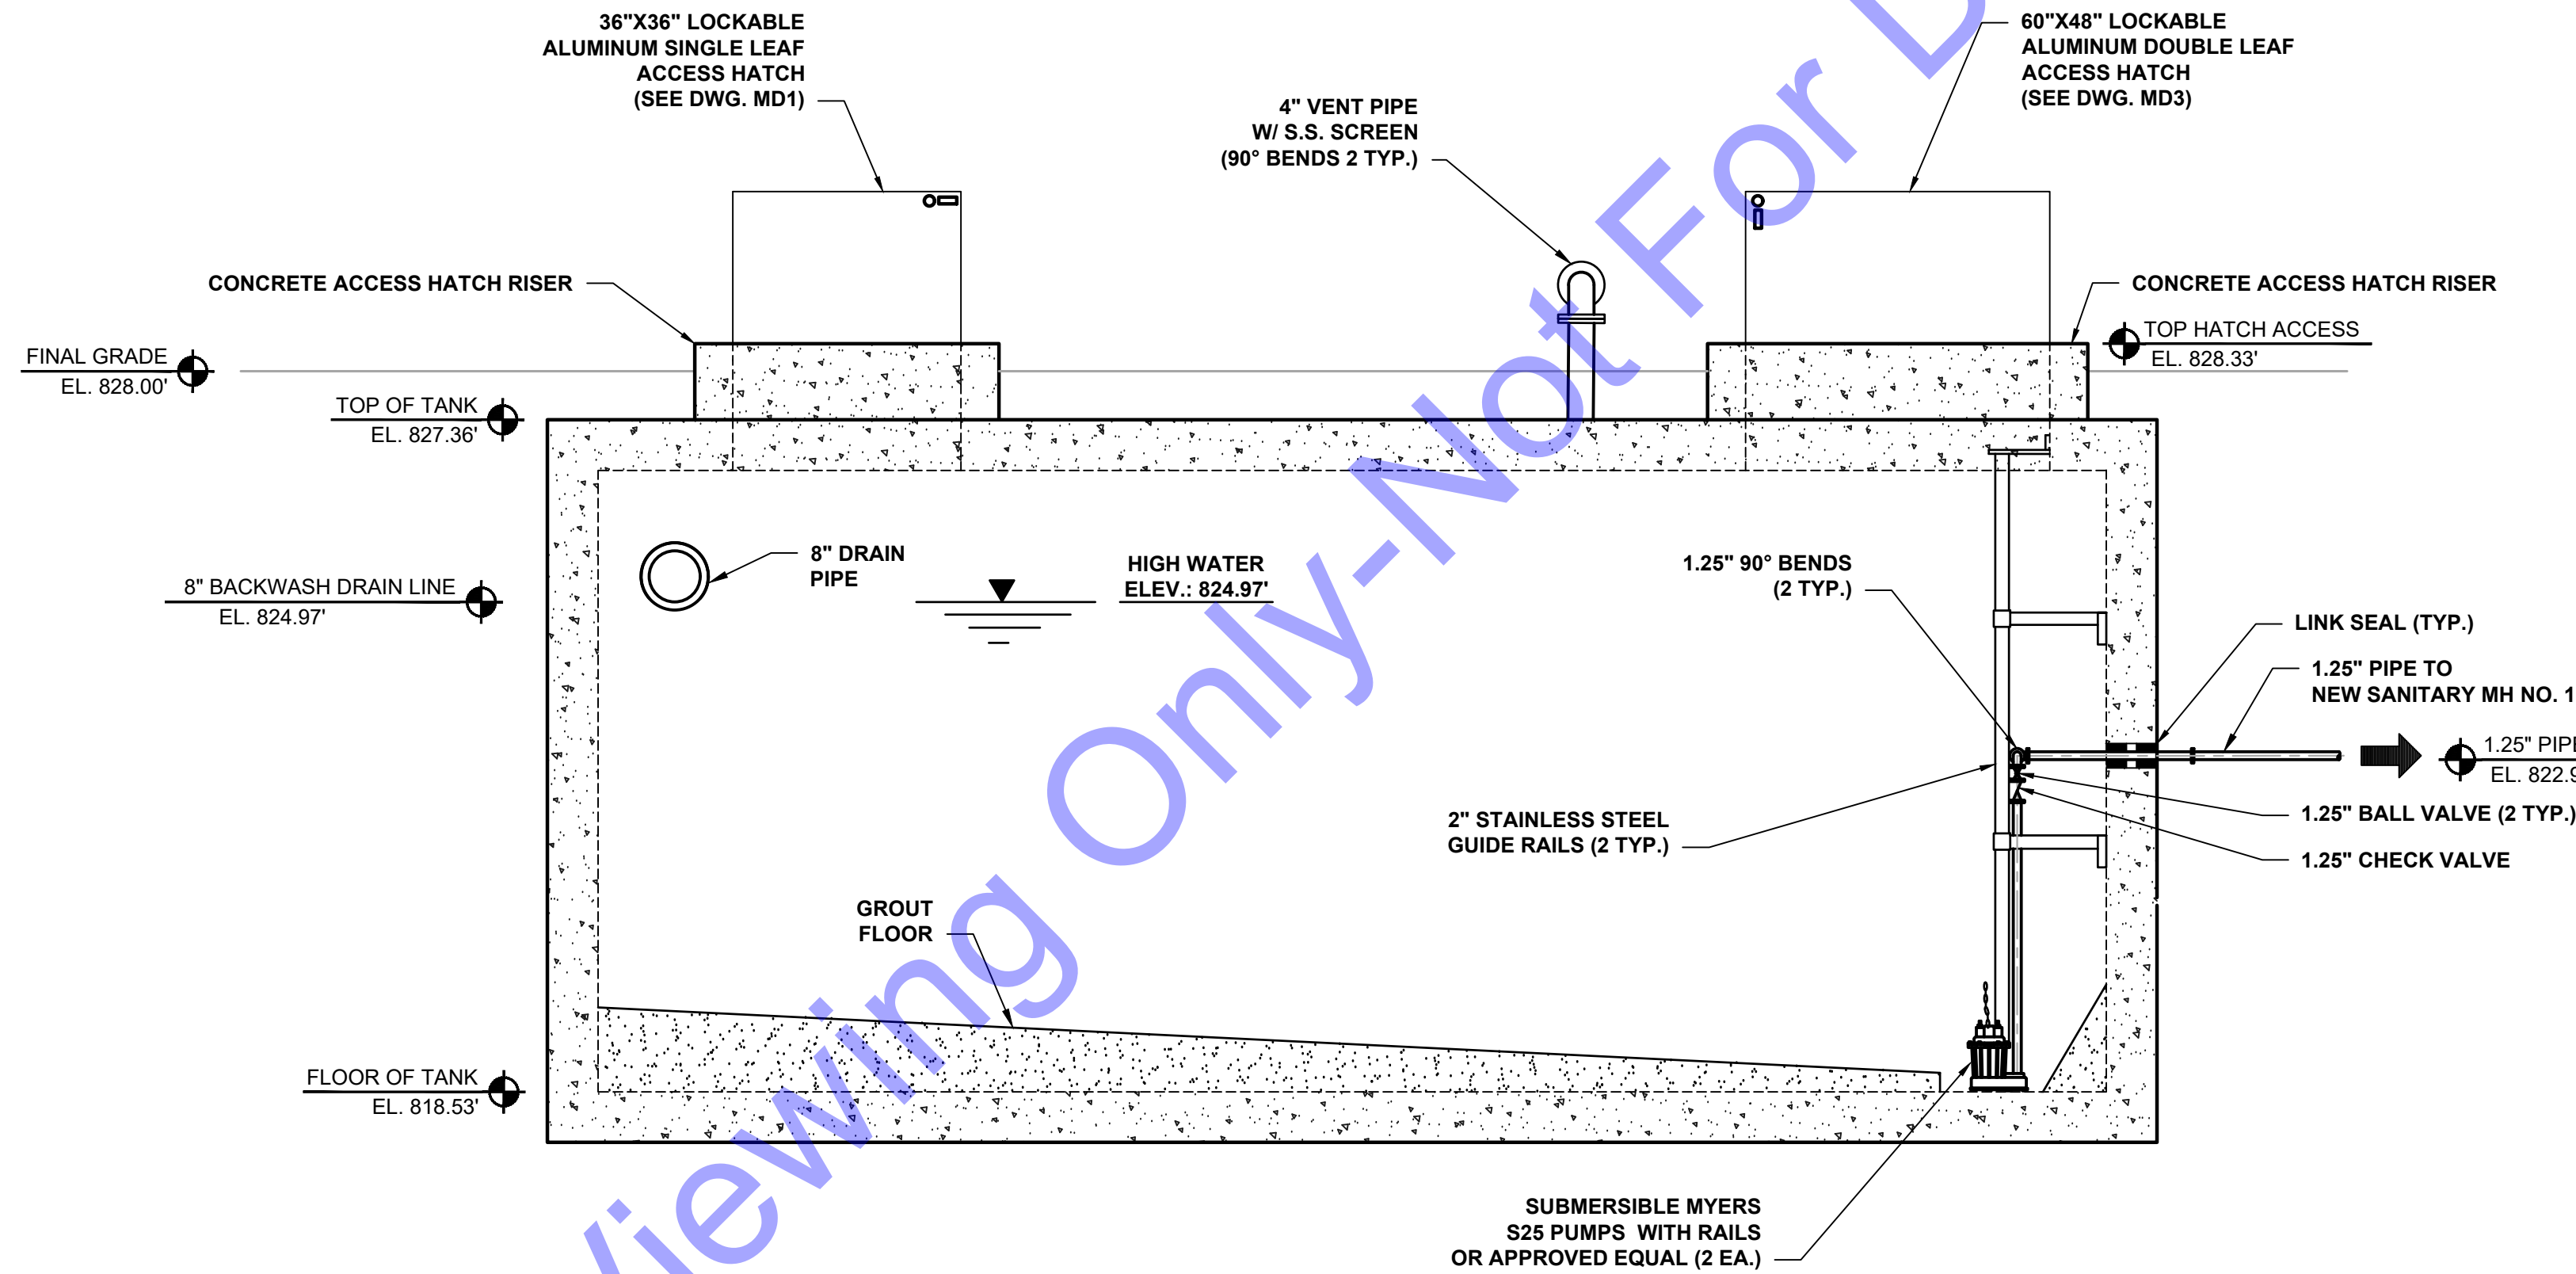 36"X36" LOCKABLE
ALUMINUM SINGLE LEAF
ACCESS HATCH
(SEE DWG. MD1)
4" VENT PIPE
W/ S.S. SCREEN
(90° BENDS 2 TYP.)
60"X48" LOCKABLE
ALUMINUM DOUBLE LEAF
ACCESS HATCH
(SEE DWG. MD3)
CONCRETE ACCESS HATCH RISER
CONCRETE ACCESS HATCH RISER
FINAL GRADE
EL. 828.00'
TOP HATCH ACCESS
EL. 828.33'
TOP OF TANK
EL. 827.36'
8" BACKWASH DRAIN LINE
EL. 824.97'
8" DRAIN
PIPE
HIGH WATER
ELEV.: 824.97'
1.25" 90° BENDS
(2 TYP.)
LINK SEAL (TYP.)
1.25" PIPE TO
NEW SANITARY MH NO. 1
1.25" PIPE
EL. 822.9
1.25" BALL VALVE (2 TYP.)
1.25" CHECK VALVE
2" STAINLESS STEEL
GUIDE RAILS (2 TYP.)
GROUT
FLOOR
FLOOR OF TANK
EL. 818.53'
SUBMERSIBLE MYERS
S25 PUMPS WITH RAILS
OR APPROVED EQUAL (2 EA.)
Viewing Only-Not For